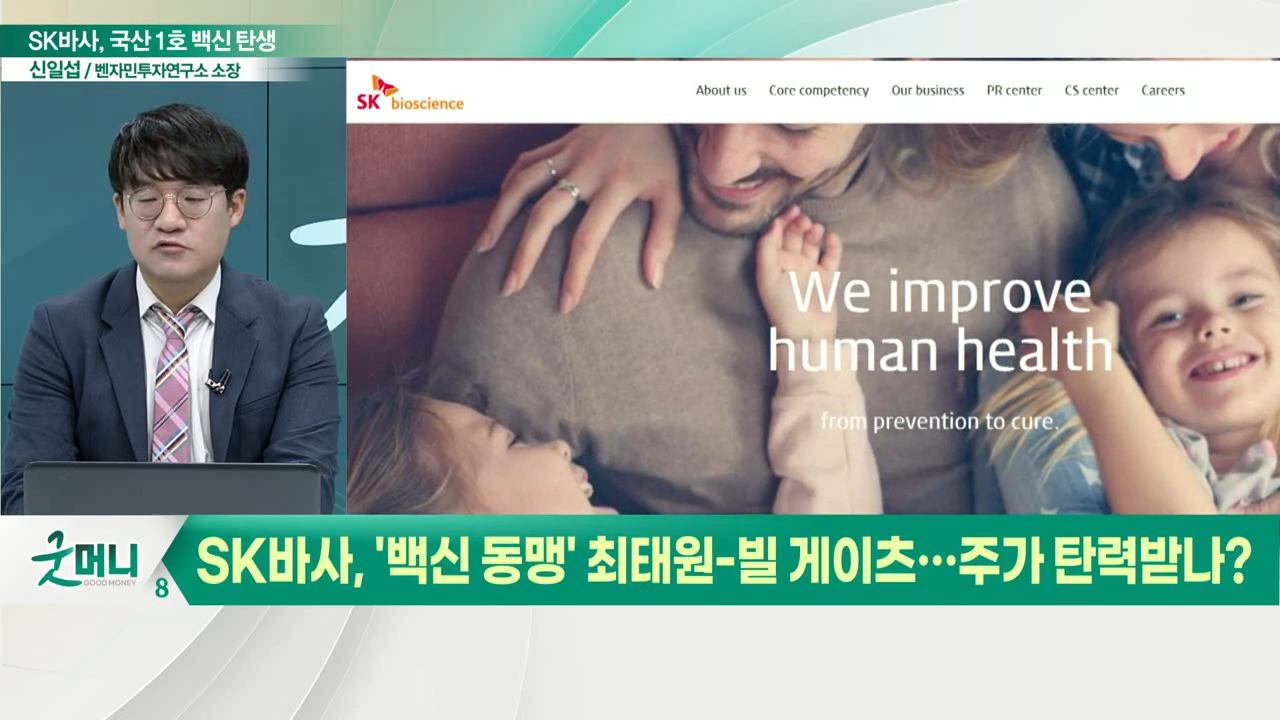 SK바사, 국산 1호 백신 탄생
신일섭 / 벤자민투자연구소 소장
SK bioscience
About us Core competency Our business PR center CS center Careers
We improve
human health
from prevention to cure.
굿머니
GOOD MONEY
8
SK바사, '백신 동맹' 최태원-빌 게이츠…주가 탄력받나?